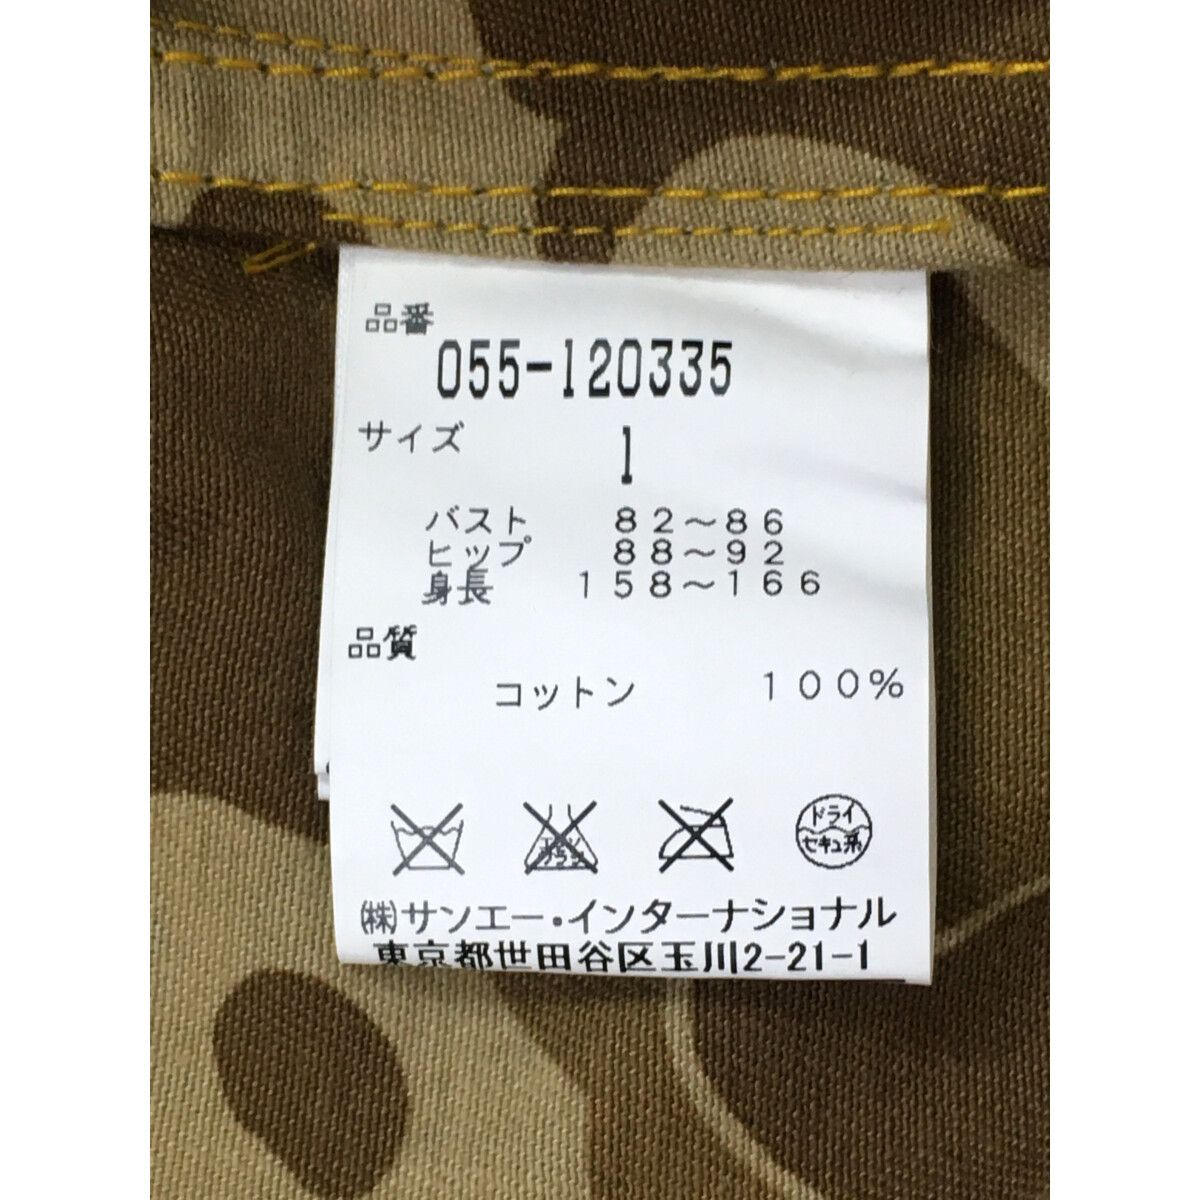 品番
055-120335
サイズ 1
バスト 82～86
ヒップ 88～92
身長 158～166
品質
コットン 100%
ドライ
セキュ系
㈱サンエー・インターナショナル
東京都世田谷区玉川2-21-1